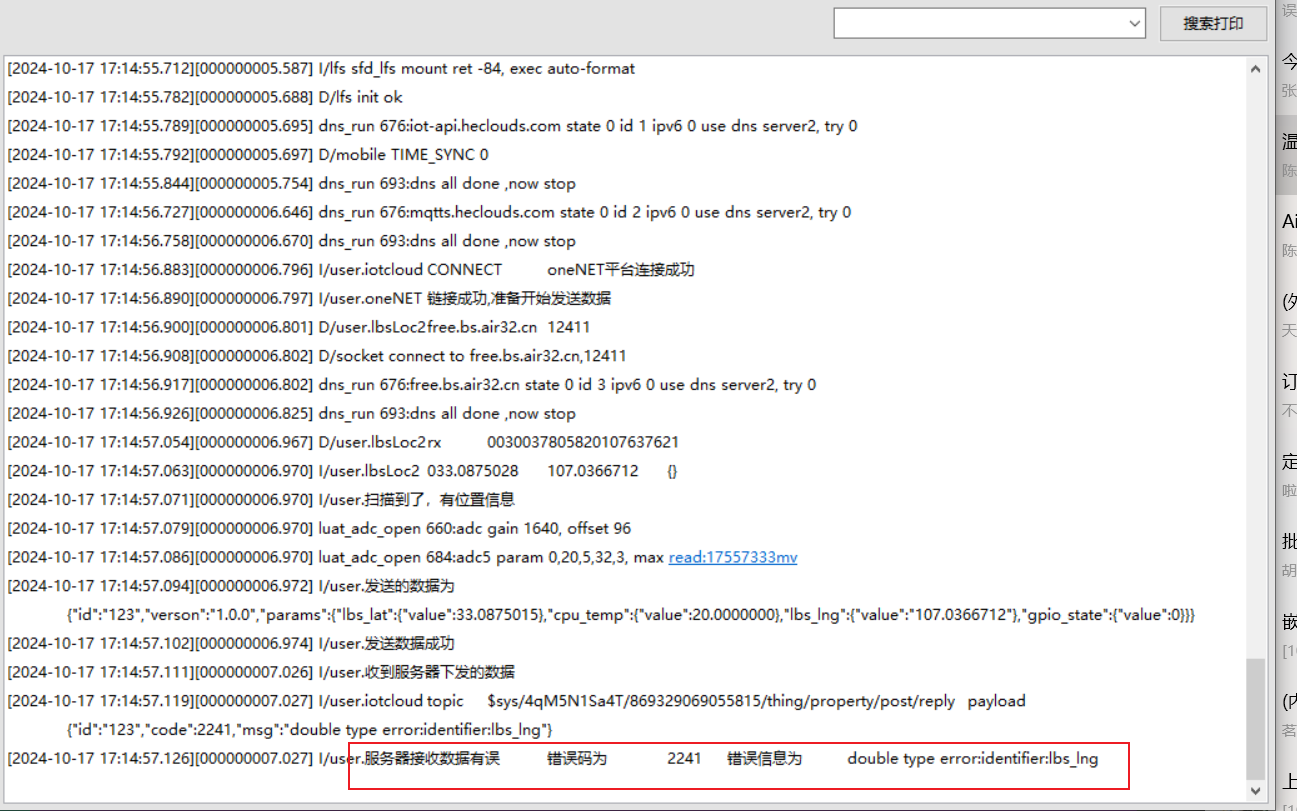 误
搜索打印
[2024-10-17 17:14:55.712][000000005.587] I/lfs sfd_lfs mount ret -84, exec auto-format
今
[2024-10-17 17:14:55.782][000000005.688] D/lfs init ok
张
[2024-10-17 17:14:55.789][000000005.695] dns_run 676:iot-api.heclouds.com state 0 id 1 ipv6 0 use dns server2, try 0
温
[2024-10-17 17:14:55.792][000000005.697] D/mobile TIME_SYNC 0
陈
[2024-10-17 17:14:55.844][000000005.754] dns_run 693:dns all done ,now stop
[2024-10-17 17:14:56.727][000000006.646] dns_run 676:mqtts.heclouds.com state 0 id 2 ipv6 0 use dns server2, try 0
Ai
[2024-10-17 17:14:56.758][000000006.670] dns_run 693:dns all done ,now stop
陈
[2024-10-17 17:14:56.883][000000006.796] I/user.iotcloud CONNECT oneNET平台连接成功
[2024-10-17 17:14:56.890][000000006.797] I/user.oneNET 链接成功,准备开始发送数据
(外
[2024-10-17 17:14:56.900][000000006.801] D/user.lbsLoc2 free.bs.air32.cn 12411
天
[2024-10-17 17:14:56.908][000000006.802] D/socket connect to free.bs.air32.cn,12411
[2024-10-17 17:14:56.917][000000006.802] dns_run 676:free.bs.air32.cn state 0 id 3 ipv6 0 use dns server2, try 0
订
[2024-10-17 17:14:56.926][000000006.825] dns_run 693:dns all done ,now stop
不
[2024-10-17 17:14:57.054][000000006.967] D/user.lbsLoc2 rx 0030037805820107637621
定
[2024-10-17 17:14:57.063][000000006.970] I/user.lbsLoc2 033.0875028 107.0366712 {}
啦
[2024-10-17 17:14:57.071][000000006.970] I/user.扫描到了，有位置信息
[2024-10-17 17:14:57.079][000000006.970] luat_adc_open 660:adc gain 1640, offset 96
批
[2024-10-17 17:14:57.086][000000006.970] luat_adc_open 684:adc5 param 0,20,5,32,3, max read:17557333mv
胡
[2024-10-17 17:14:57.094][000000006.972] I/user.发送的数据为
{"id":"123","verson":"1.0.0","params":{"lbs_lat":{"value":33.0875015},"cpu_temp":{"value":20.0000000},"lbs_lng":{"value":"107.0366712"},"gpio_state":{"value":0}}}
嵌
[2024-10-17 17:14:57.102][000000006.974] I/user.发送数据成功
[1
[2024-10-17 17:14:57.111][000000007.026] I/user.收到服务器下发的数据
[2024-10-17 17:14:57.119][000000007.027] I/user.iotcloud topic $sys/4qM5N1Sa4T/869329069055815/thing/property/post/reply payload
(内
{"id":"123","code":2241,"msg":"double type error:identifier:lbs_lng"}
茗
[2024-10-17 17:14:57.126][000000007.027] I/user.服务器接收数据有误 错误码为 2241 错误信息为 double type error:identifier:lbs_lng
上